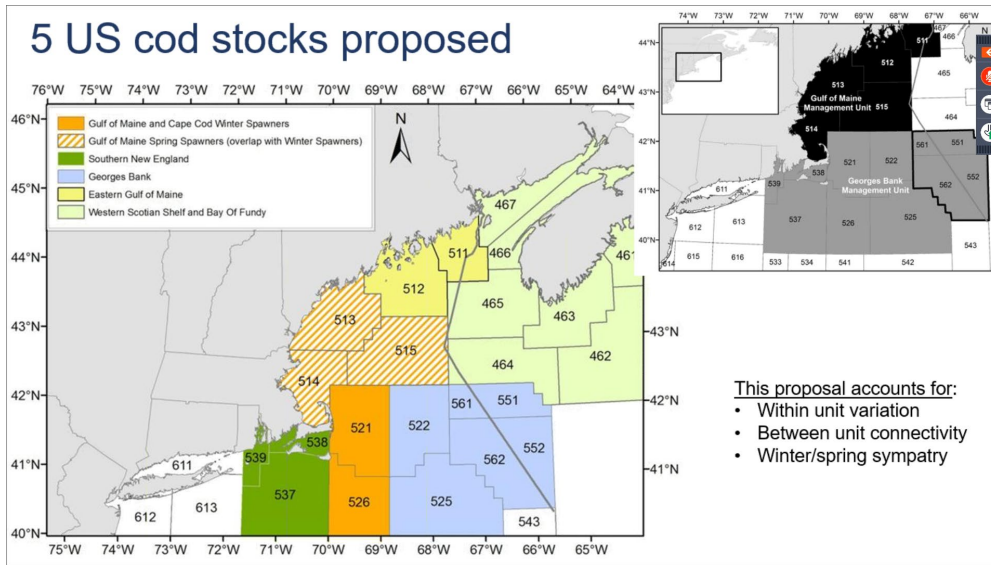 5 US cod stocks proposed
76°W 75°W 74°W 73°W 72°W 71°W 70°W 69°W 68°W 67°W 66°W 65°W 64°W
46°N
45°N
44°N
43°N
42°N
41°N
40°N
Gulf of Maine and Cape Cod Winter Spawners
Gulf of Maine Spring Spawners (overlap with Winter Spawners)
Southern New England
Georges Bank
Eastern Gulf of Maine
Western Scotian Shelf and Bay Of Fundy
N
467
511
466
461
512
465
463
513
515
464
462
514
561
551
521
522
538
552
611
539
562
537
526
525
613
612
543
43°N
42°N
41°N
75°W 74°W 73°W 72°W 71°W 70°W 69°W 68°W 67°W 66°W 65°W
74°W 73°W 72°W 71°W 70°W 69°W 68°W 67°W 66°W
44°N
43°N
42°N
41°N
40°N
N
467
511
466
512
465
513
Gulf of Maine
Management Unit
515
464
514
561
551
521
522
538
552
Georges Bank
Management Unit
611
539
562
613
537
526
525
612
543
614
615
616
533
534
541
542
This proposal accounts for:
• Within unit variation
• Between unit connectivity
• Winter/spring sympatry